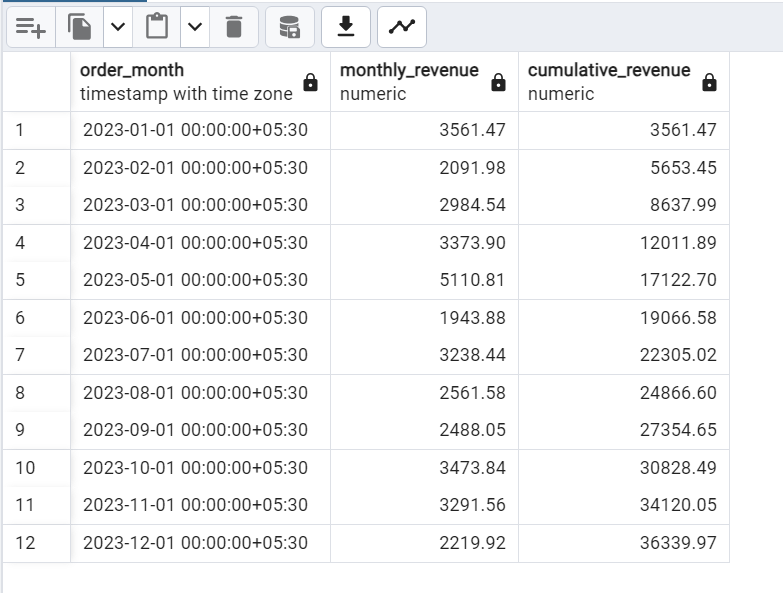 order_month monthly_revenue cumulative_revenue
timestamp with time zone numeric numeric
1 2023-01-01 00:00:00+05:30 3561.47 3561.47
2 2023-02-01 00:00:00+05:30 2091.98 5653.45
3 2023-03-01 00:00:00+05:30 2984.54 8637.99
4 2023-04-01 00:00:00+05:30 3373.90 12011.89
5 2023-05-01 00:00:00+05:30 5110.81 17122.70
6 2023-06-01 00:00:00+05:30 1943.88 19066.58
7 2023-07-01 00:00:00+05:30 3238.44 22305.02
8 2023-08-01 00:00:00+05:30 2561.58 24866.60
9 2023-09-01 00:00:00+05:30 2488.05 27354.65
10 2023-10-01 00:00:00+05:30 3473.84 30828.49
11 2023-11-01 00:00:00+05:30 3291.56 34120.05
12 2023-12-01 00:00:00+05:30 2219.92 36339.97